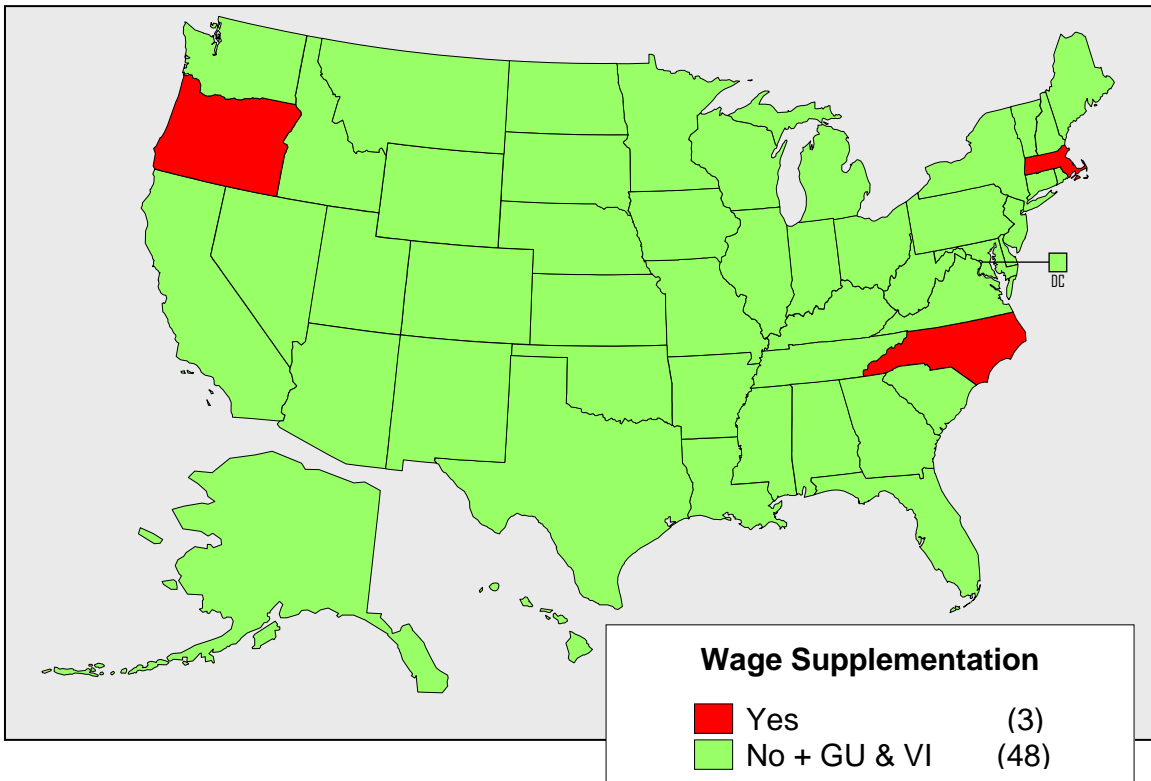 DC
Wage Supplementation
Yes (3)
No + GU & VI (48)